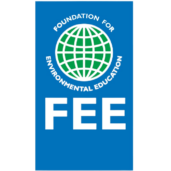 FOUNDATION FOR
ENVIRONMENTAL EDUCATION
FEE